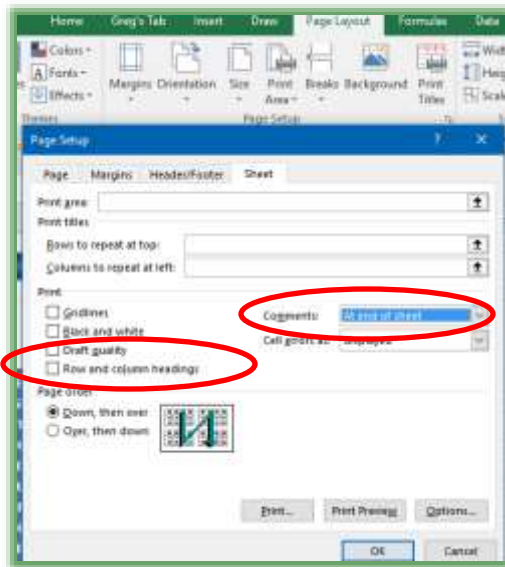 Home Greg's Tab Insert Draw Page Layout Formulas Data
Colors
Fonts
Effects
Margins Orientation Size Print Area Breaks Background Print Titles
Themes Page Setup
Page Setup ? ×
Page Margins Header/Footer Sheet
Print area:
Print titles
Rows to repeat at top:
Columns to repeat at left:
Print
Gridlines Comments: At end of sheet
Black and white Cell errors as: displayed
Draft quality
Row and column headings
Page order
Down, then over
Over, then down
Print... Print Preview Options...
OK Cancel